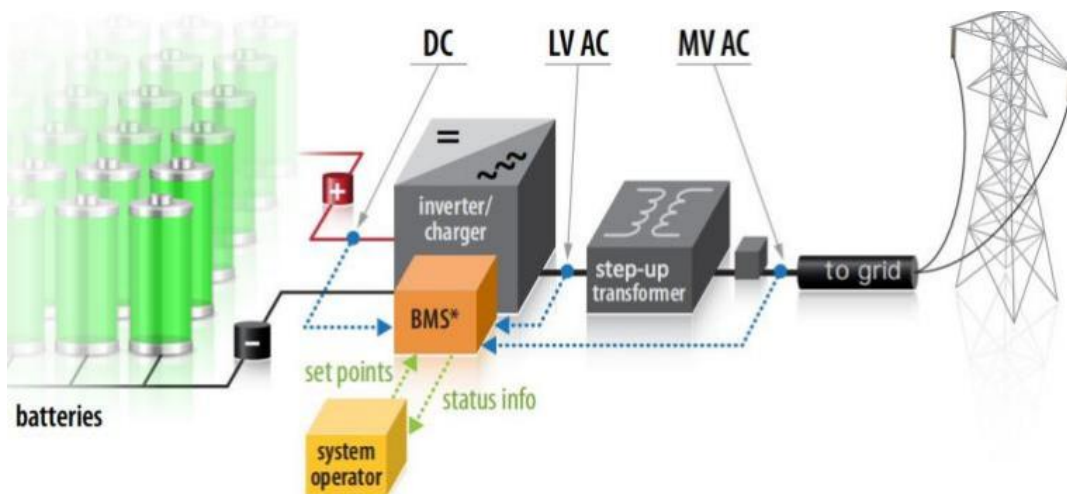 DC
LV AC
MV AC
=
+
inverter/
charger
step-up
transformer
to grid
BMS*
-
set points
status info
batteries
system
operator